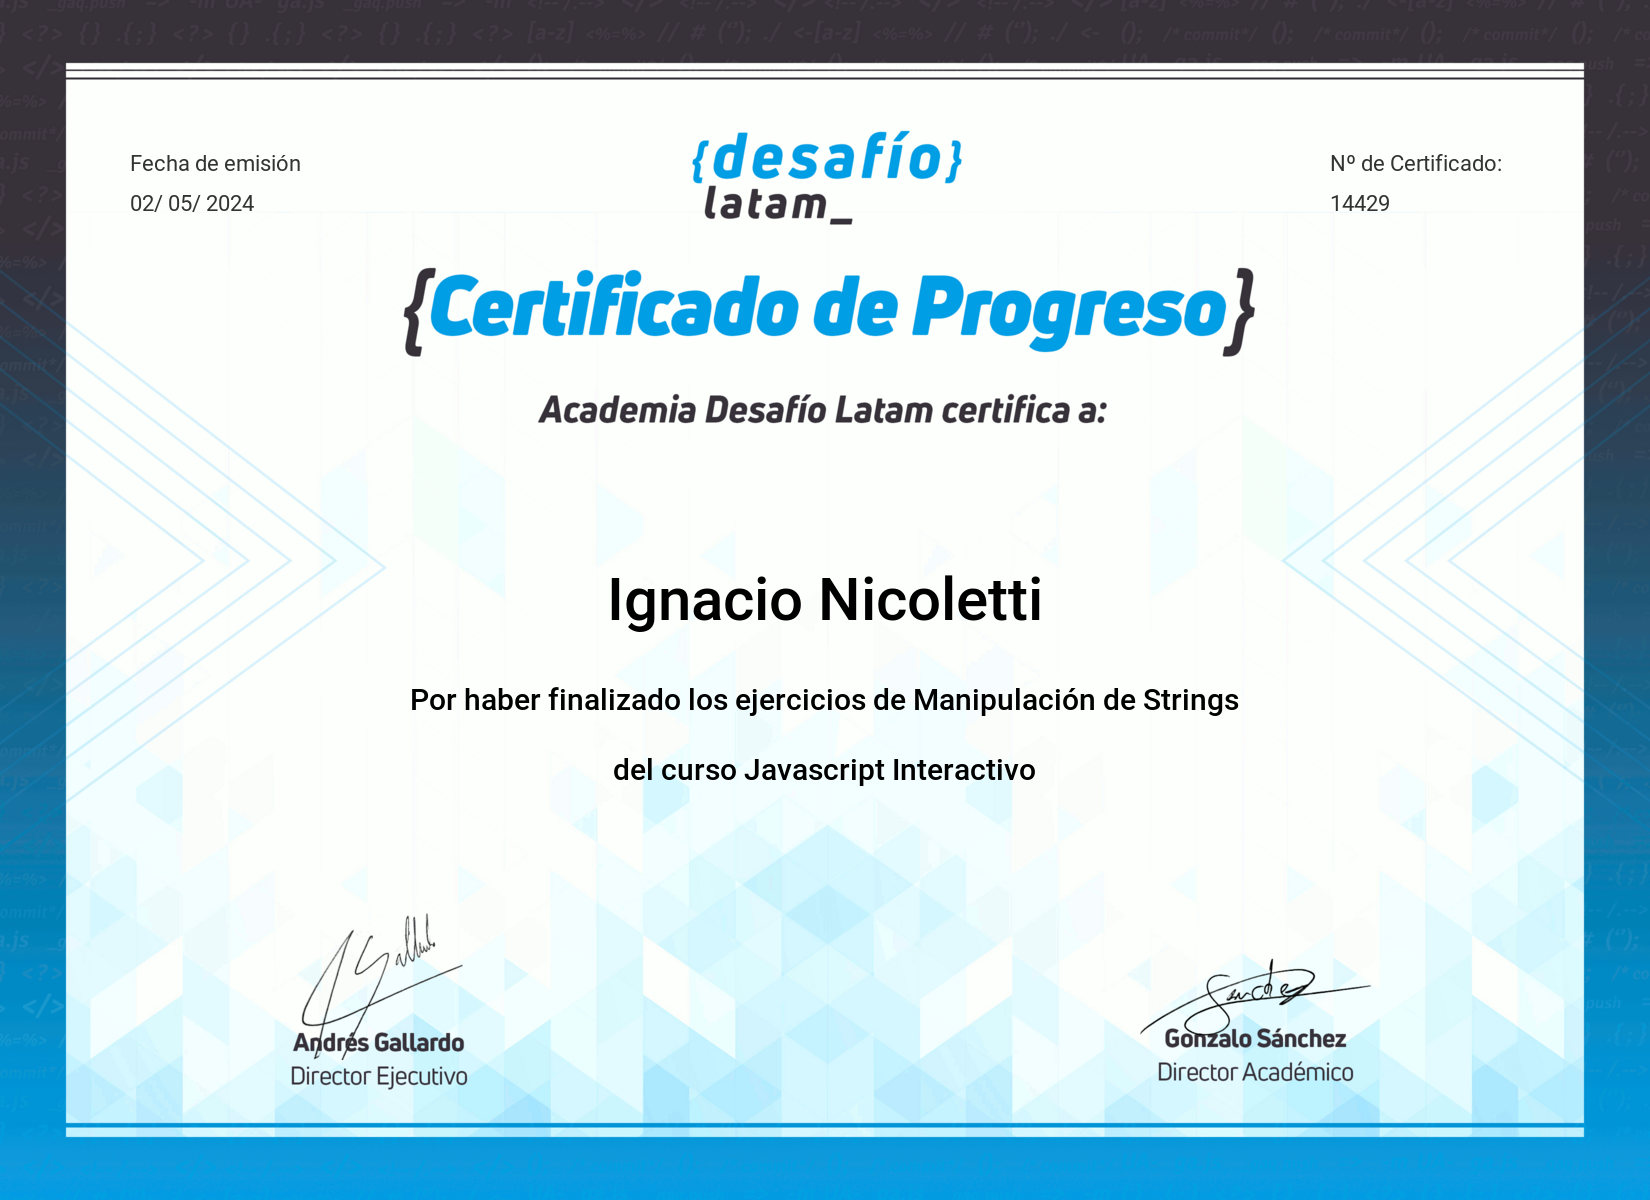 Fecha de emisión
02/ 05/ 2024
{desafío}
latam_
Nº de Certificado:
14429
{Certificado de Progreso}
Academia Desafío Latam certifica a:
Ignacio Nicoletti
Por haber finalizado los ejercicios de Manipulación de Strings
del curso Javascript Interactivo
Andrés Gallardo
Director Ejecutivo
Gonzalo Sánchez
Director Académico